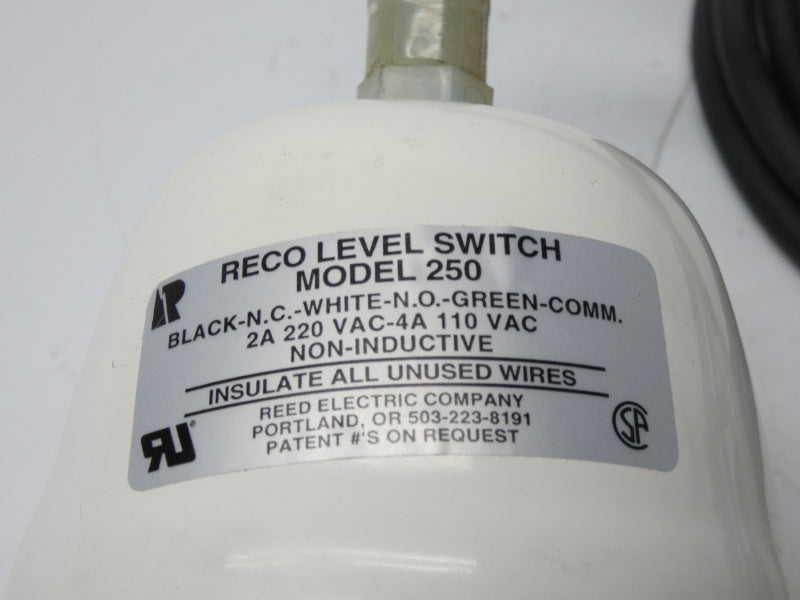 RECO LEVEL SWITCH
MODEL 250
BLACK-N.C.-WHITE-N.O.-GREEN-COMM.
2A 220 VAC-4A 110 VAC
NON-INDUCTIVE
INSULATE ALL UNUSED WIRES
REED ELECTRIC COMPANY
PORTLAND, OR 503-223-8191
PATENT #'S ON REQUEST